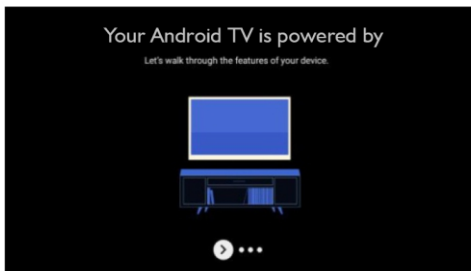 Your Android TV is powered by
Let's walk through the features of your device.